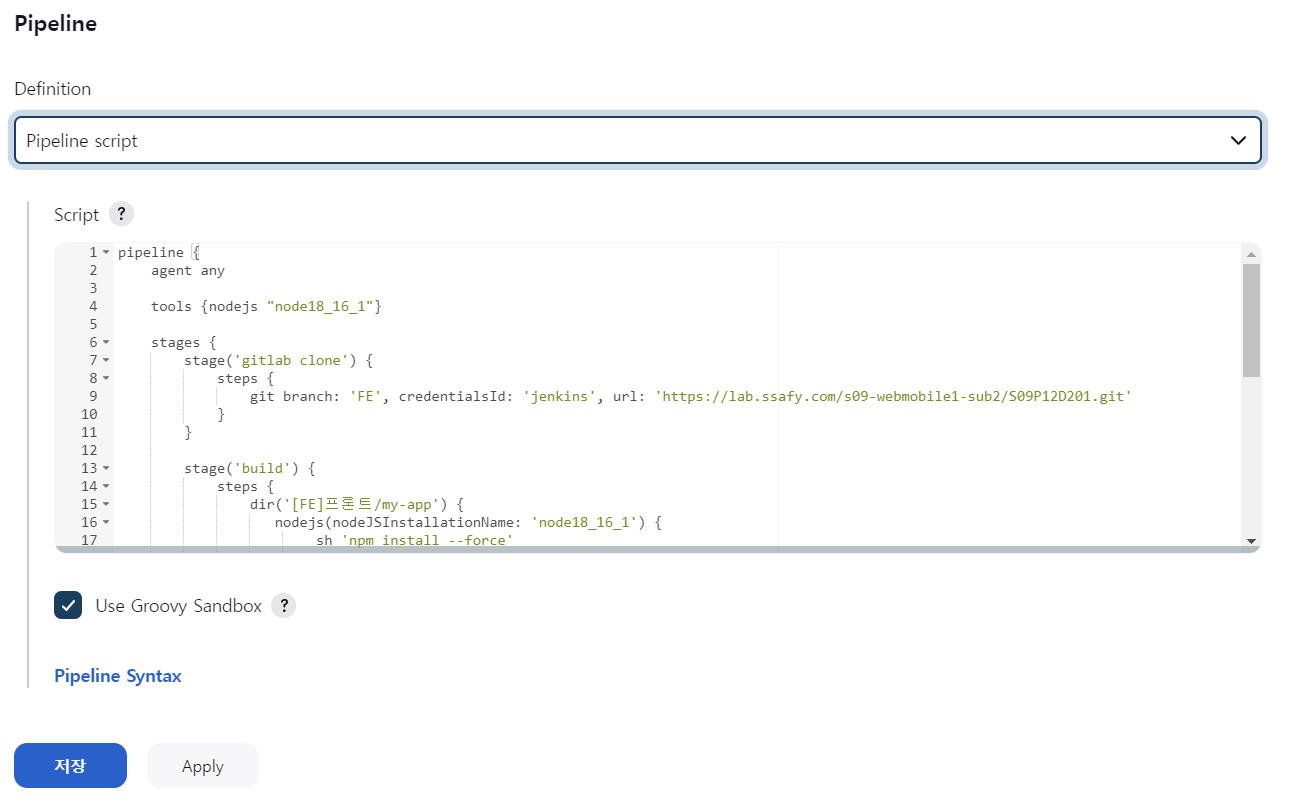 Pipeline
Definition
Pipeline script
Script ?
1 pipeline {
2     agent any
3
4     tools {nodejs "node18_16_1"}
5
6     stages {
7         stage('gitlab clone') {
8             steps {
9                 git branch: 'FE', credentialsId: 'jenkins', url: 'https://lab.ssafy.com/s09-webmobile1-sub2/S09P12D201.git'
10             }
11         }
12
13         stage('build') {
14             steps {
15                 dir('[FE]프론트/my-app') {
16                    nodejs(nodeJSInstallationName: 'node18_16_1') {
17                         sh 'npm install --force'
Use Groovy Sandbox ?
Pipeline Syntax
저장 Apply